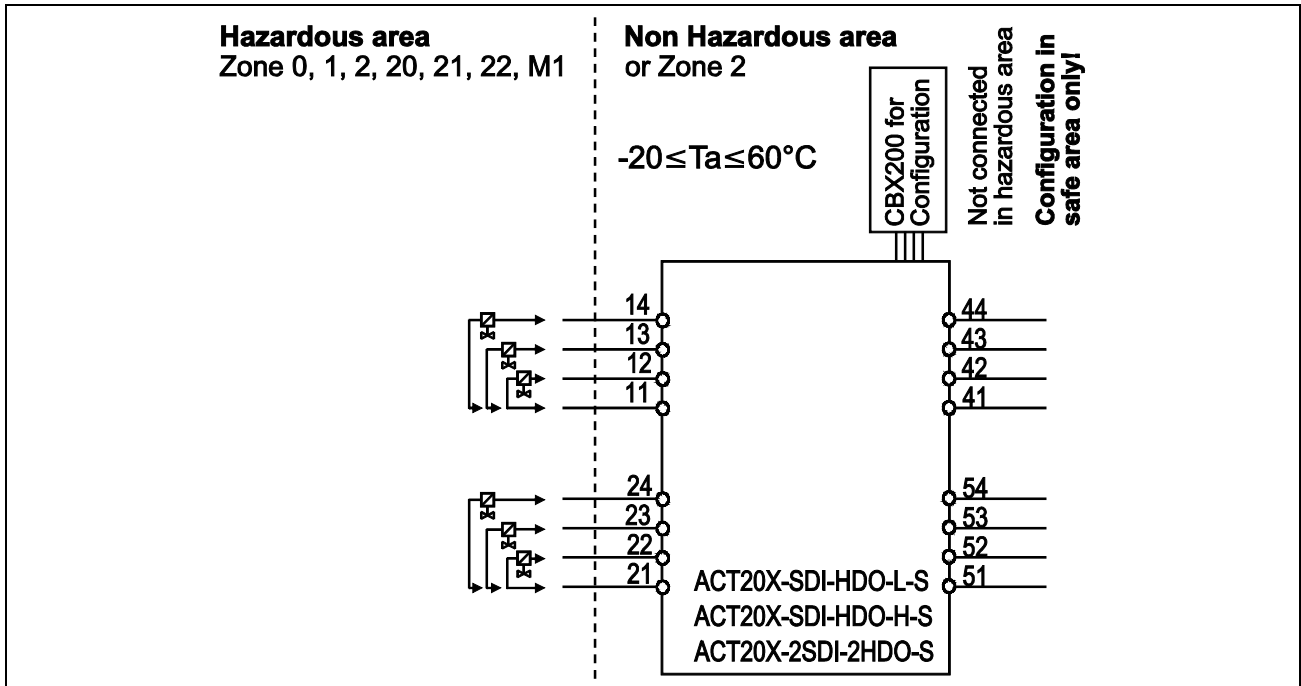 Hazardous area
Zone 0, 1, 2, 20, 21, 22, M1
Non Hazardous area
or Zone 2
-20≤Ta≤60°C
CBX200 for
Configuration
Not connected
in hazardous area
Configuration in
safe area only!
14
13
12
11
44
43
42
41
24
23
22
21
54
53
52
51
ACT20X-SDI-HDO-L-S
ACT20X-SDI-HDO-H-S
ACT20X-2SDI-2HDO-S